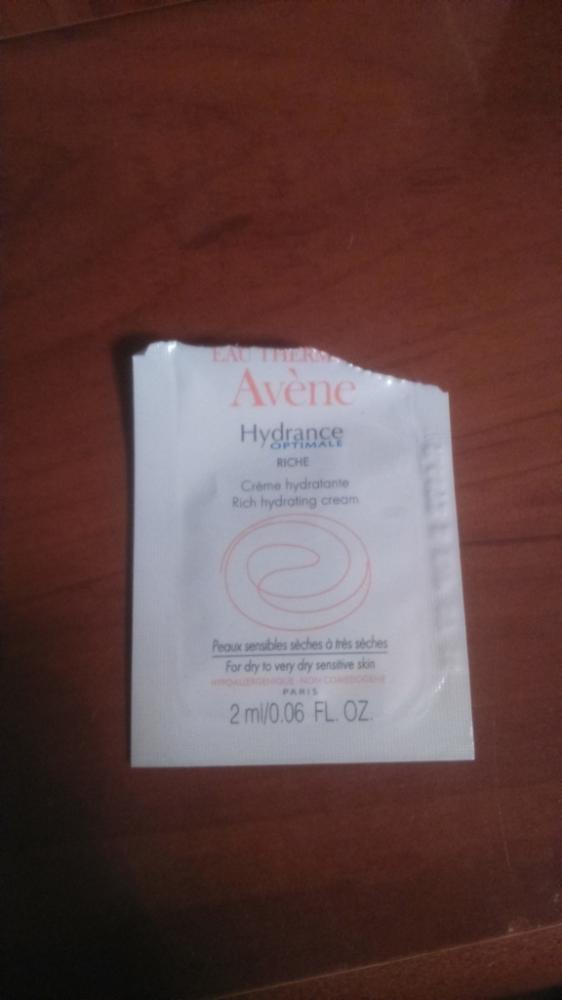 EAU THERM
Avène
Hydrance
OPTIMALE
RICHE
Crème hydratante
Rich hydrating cream
Peaux sensibles sèches à très sèches
For dry to very dry sensitive skin
HYPOALLERGENIQUE - NON COMEDOGENE
PARIS
2 ml/0.06 FL. OZ.